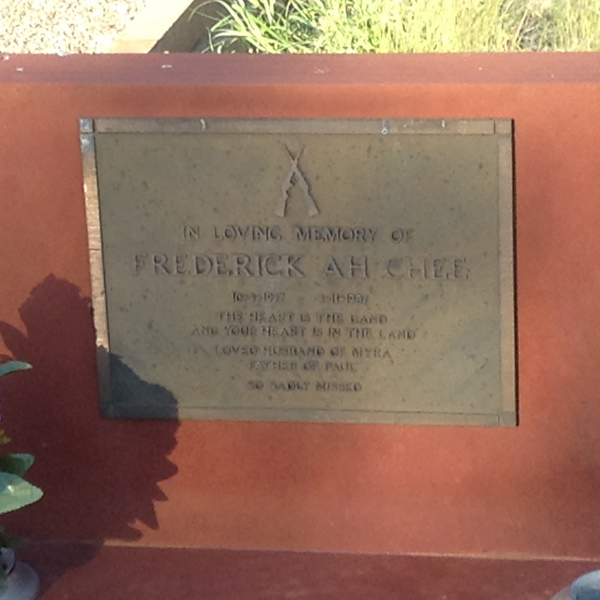 IN LOVING MEMORY OF
FREDERICK AH CHEE
THE HEART IS THE LAND
AND YOUR HEART IS IN THE LAND
LOVED HUSBAND OF MYRA
FATHER OF PAUL
SO SADLY MISSED